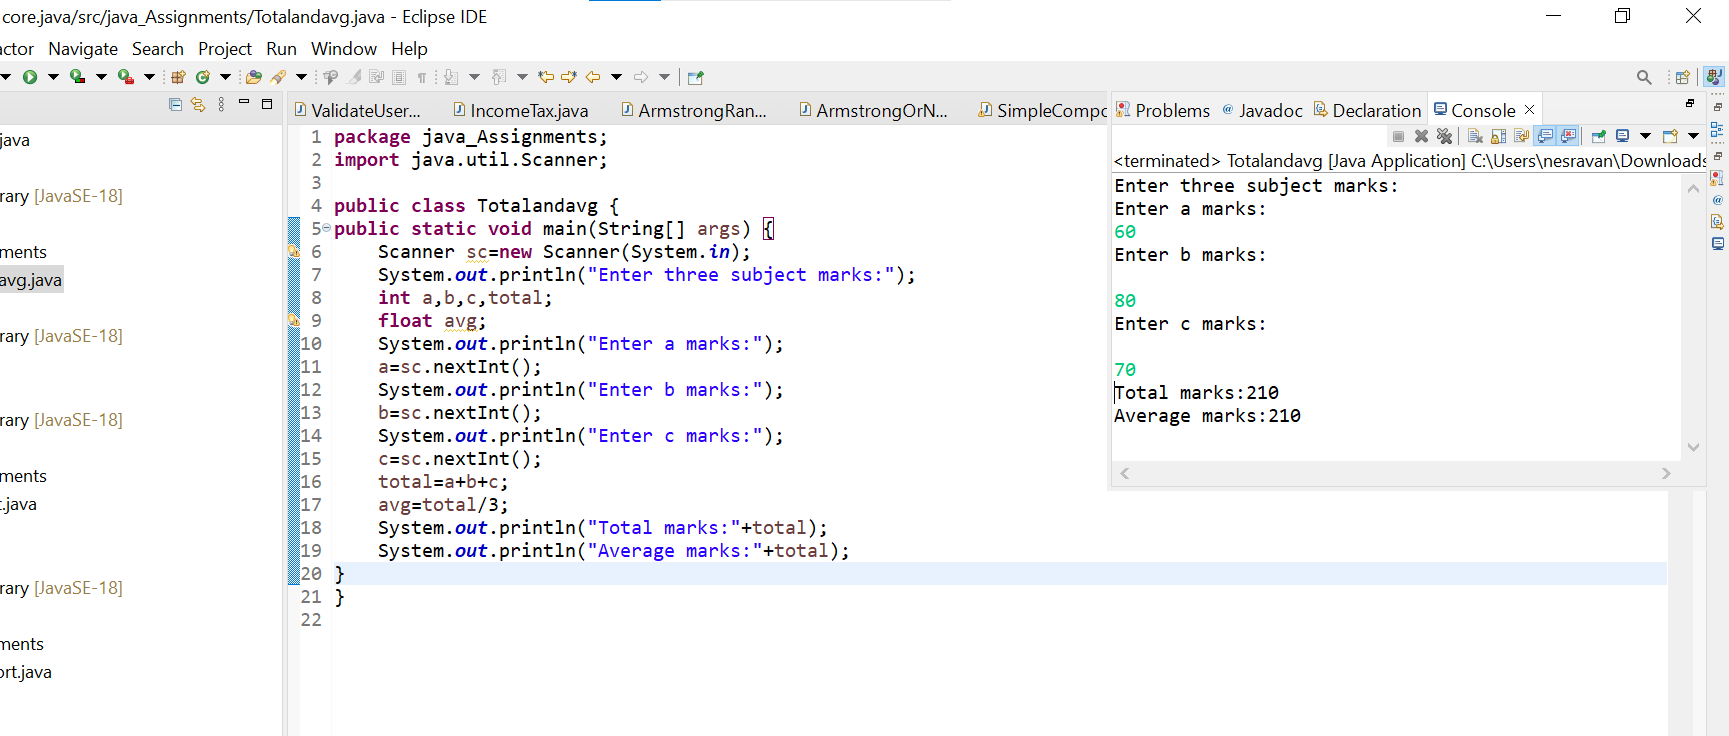 core.java/src/java_Assignments/Totalandavg.java - Eclipse IDE
actor Navigate Search Project Run Window Help
java
rary [JavaSE-18]
ments
avg.java
rary [JavaSE-18]
rary [JavaSE-18]
ments
t.java
rary [JavaSE-18]
ments
ort.java
ValidateUser... IncomeTax.java ArmstrongRan... ArmstrongOrN... SimpleCompo
1 package java_Assignments;
2 import java.util.Scanner;
3
4 public class Totalandavg {
5 public static void main(String[] args) {
6     Scanner sc=new Scanner(System.in);
7     System.out.println("Enter three subject marks:");
8     int a,b,c,total;
9     float avg;
10     System.out.println("Enter a marks:");
11     a=sc.nextInt();
12     System.out.println("Enter b marks:");
13     b=sc.nextInt();
14     System.out.println("Enter c marks:");
15     c=sc.nextInt();
16     total=a+b+c;
17     avg=total/3;
18     System.out.println("Total marks:"+total);
19     System.out.println("Average marks:"+total);
20 }
21 }
22
Problems Javadoc Declaration Console
<terminated> Totalandavg [Java Application] C:\Users\nesravan\Downloads
Enter three subject marks:
Enter a marks:
60
Enter b marks:
80
Enter c marks:
70
Total marks:210
Average marks:210